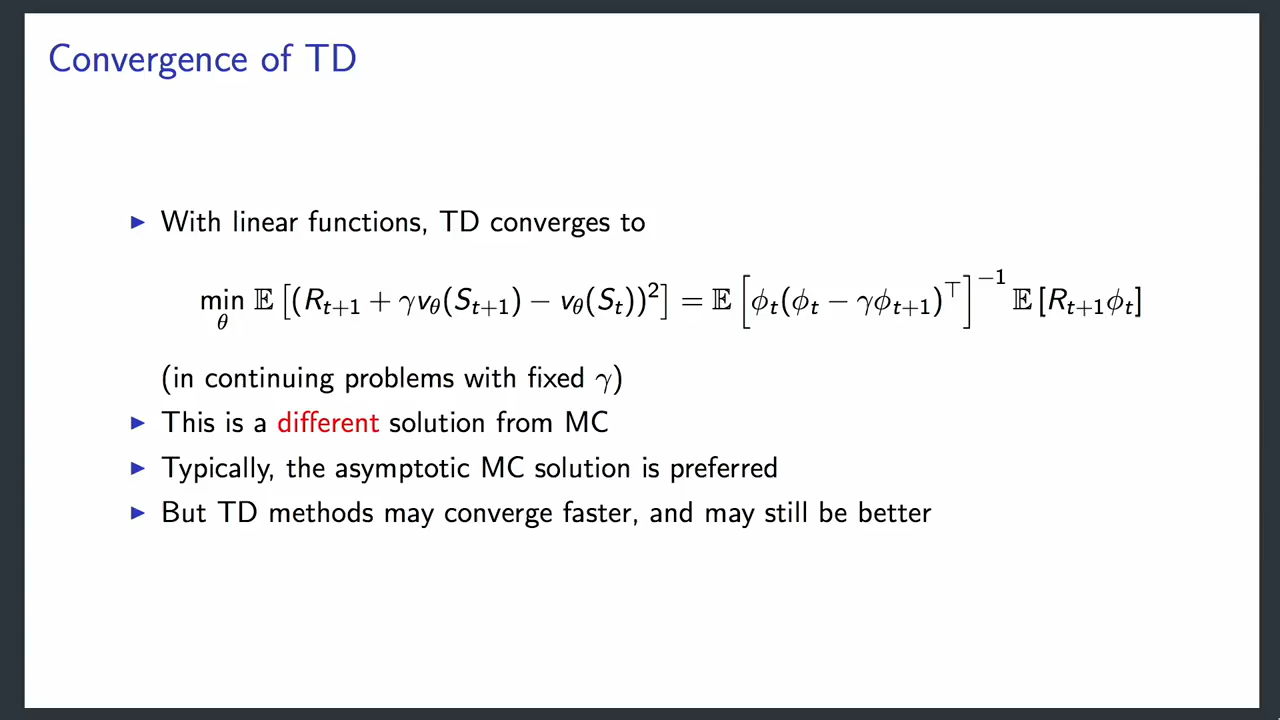 Convergence of TD
▶ With linear functions, TD converges to
min_θ 𝔼 [(R_{t+1} + γv_θ(S_{t+1}) − v_θ(S_t))²] = 𝔼 [ϕ_t(ϕ_t − γϕ_{t+1})^⊤]^{−1} 𝔼 [R_{t+1}ϕ_t]
(in continuing problems with fixed γ)
▶ This is a different solution from MC
▶ Typically, the asymptotic MC solution is preferred
▶ But TD methods may converge faster, and may still be better